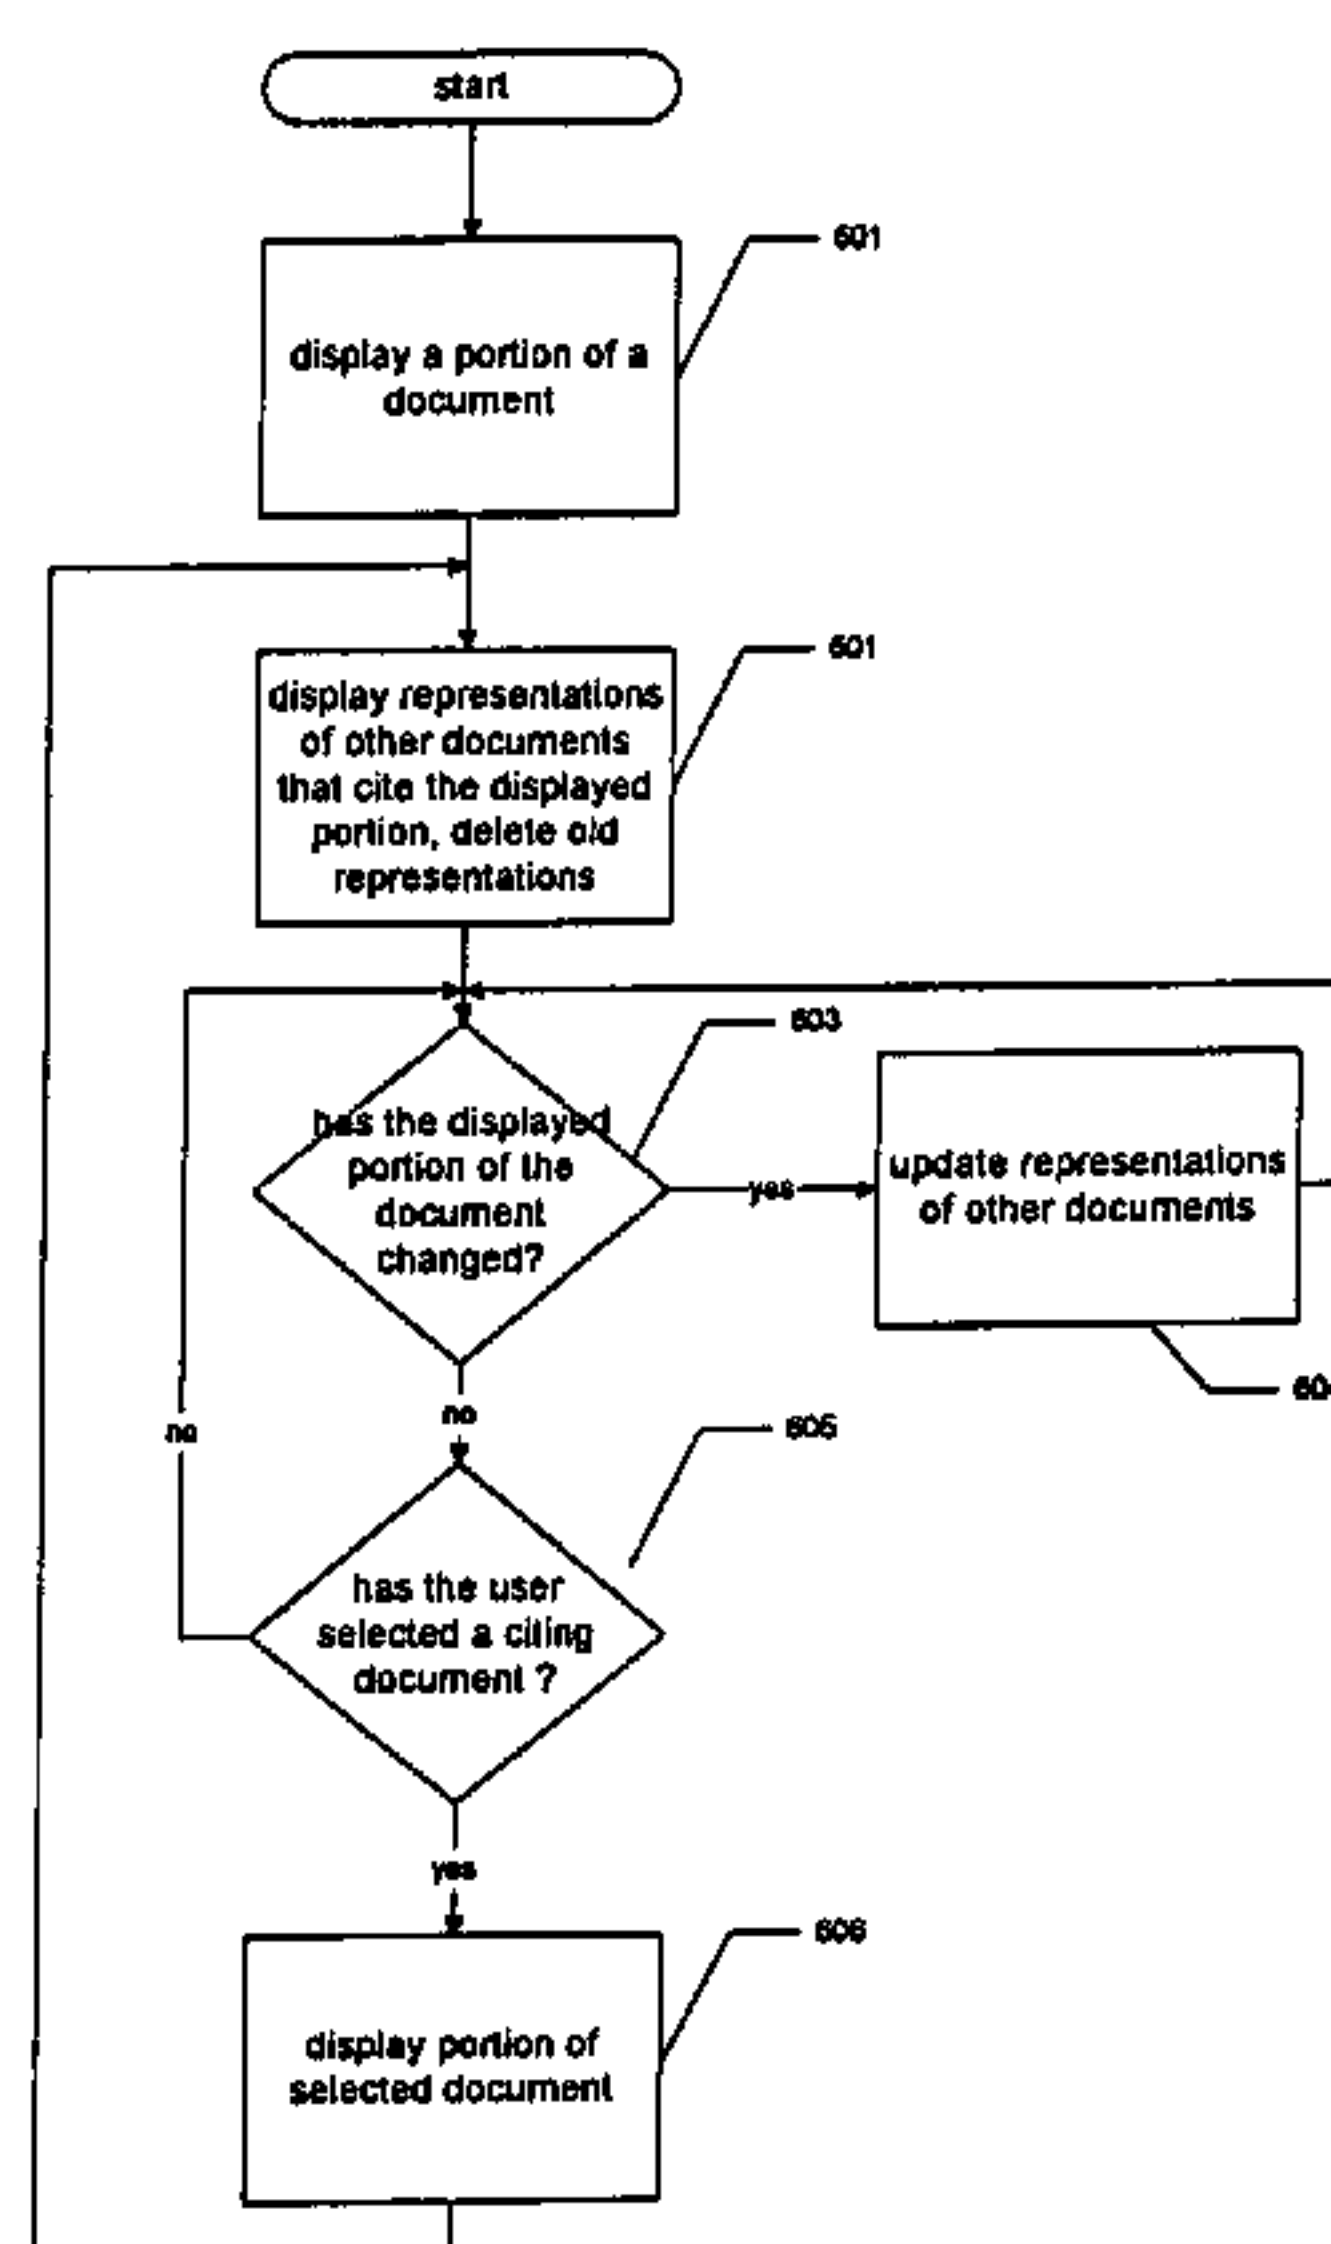 start
601
display a portion of a
document
601
display representations
of other documents
that cite the displayed
portion, delete old
representations
603
has the displayed
portion of the
document
changed?
yes
update representations
of other documents
no
no
605
has the user
selected a citing
document ?
yes
606
display portion of
selected document